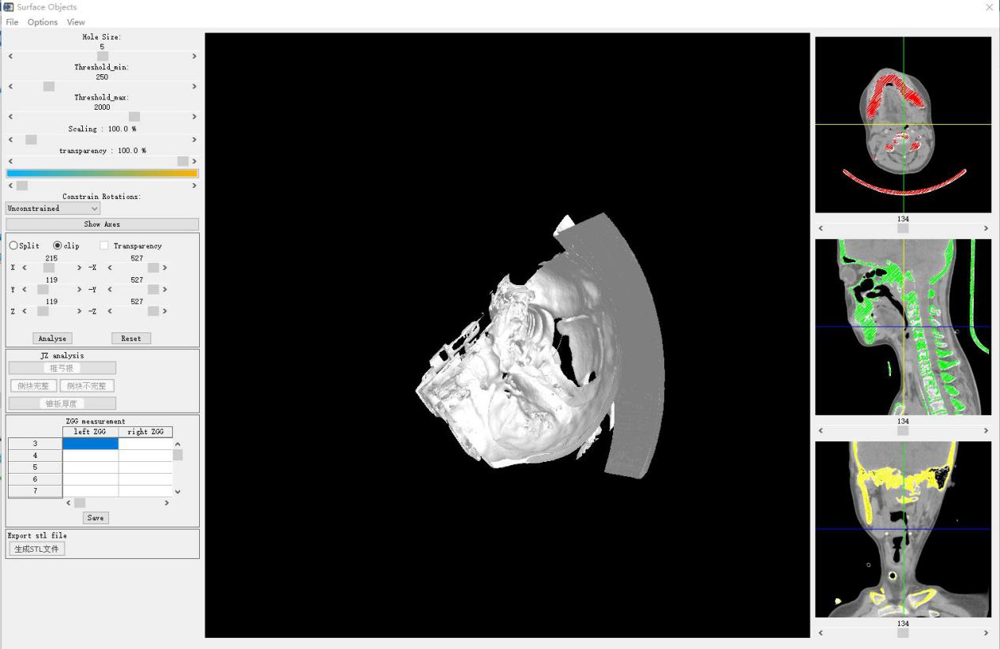 Surface Objects
File Options View
Hole Size:
5
Threshold_min:
250
Threshold_max:
2000
Scaling : 100.0 %
transparency : 100.0 %
Constrain Rotations:
Unconstrained
Show Axes
Split clip Transparency
215 527
X -X
119 527
Y -Y
119 527
Z -Z
Analyse Reset
JZ analysis
椎弓根
侧块完整 侧块不完整
锥板厚度
ZGG measurement
left ZGG right ZGG
3
4
5
6
7
Save
Export stl file
生成STL文件
134
134
134